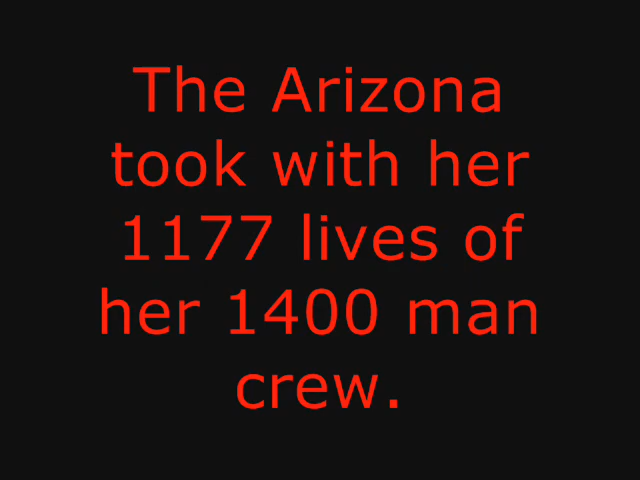 The Arizona
took with her
1177 lives of
her 1400 man
crew.